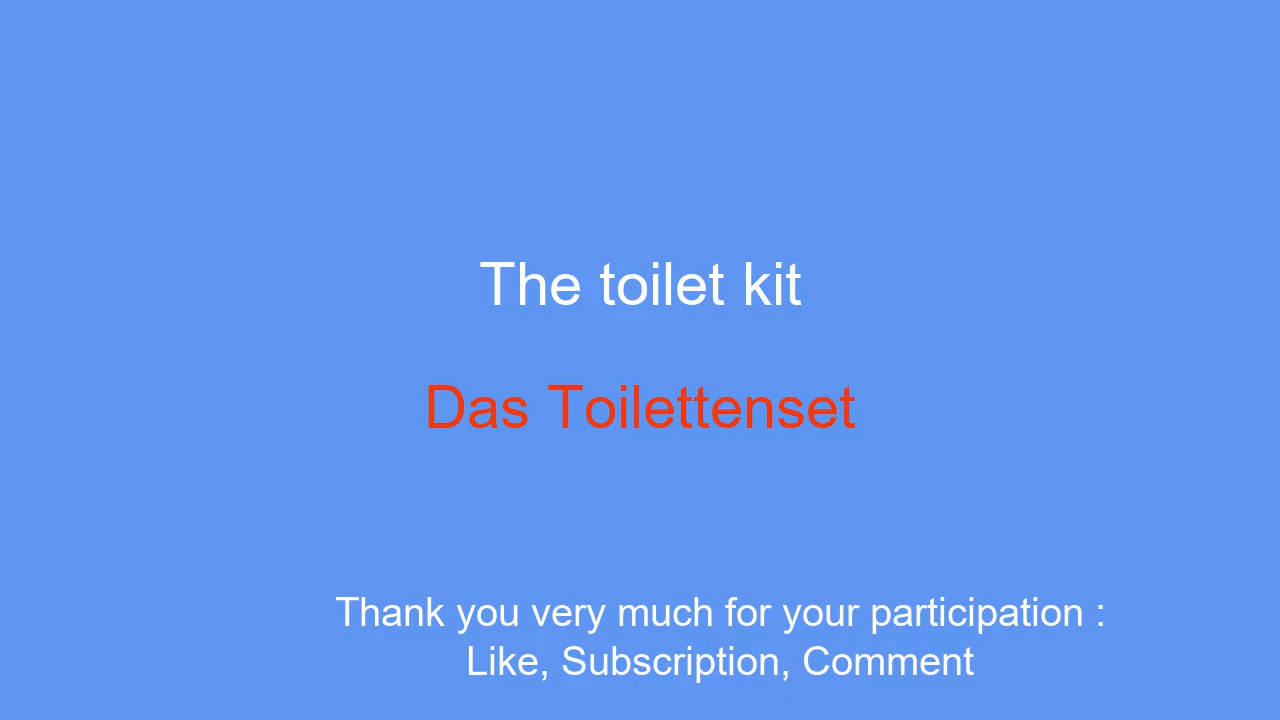 The toilet kit
Das Toilettenset
Thank you very much for your participation :
Like, Subscription, Comment